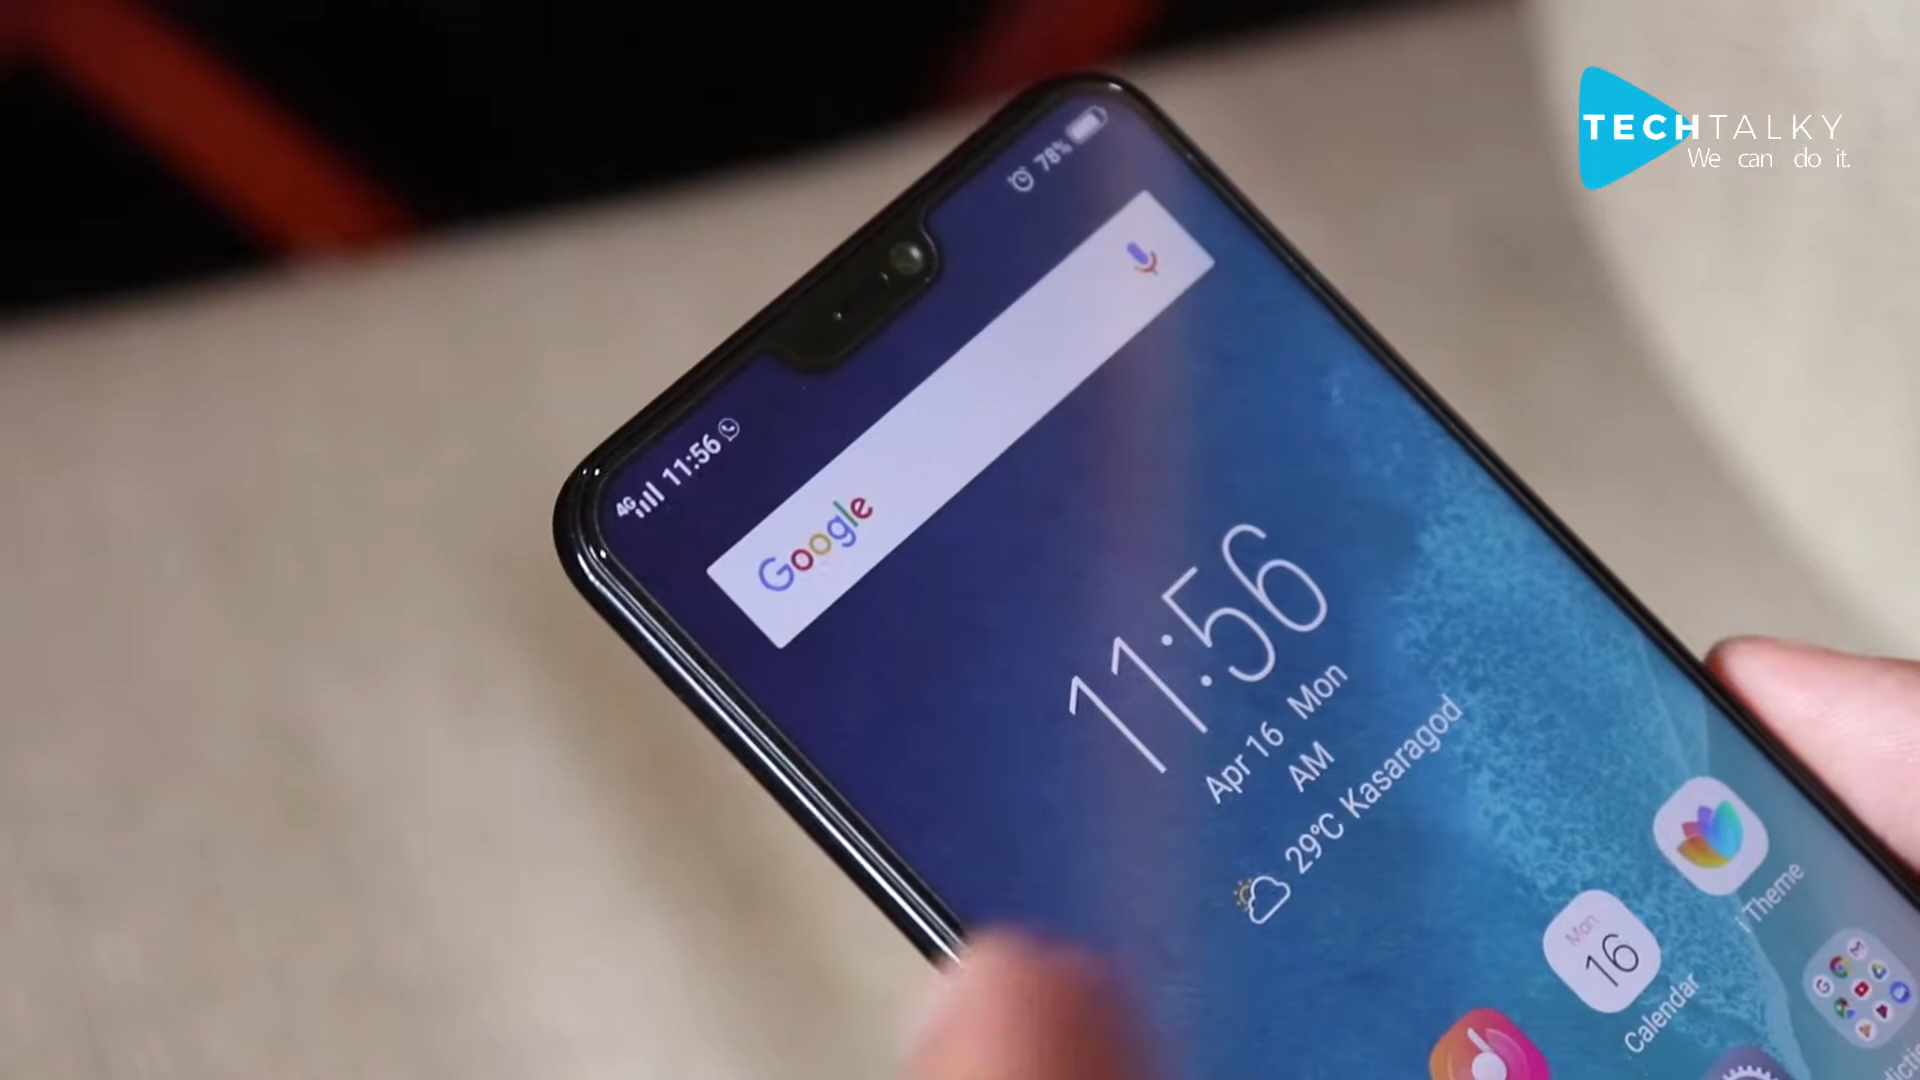 TECHTALKY
We can do it.
78%
4G 11:56
Google
11:56
Apr 16 Mon
AM
29°C Kasaragod
i Theme
Mon
16
Calendar